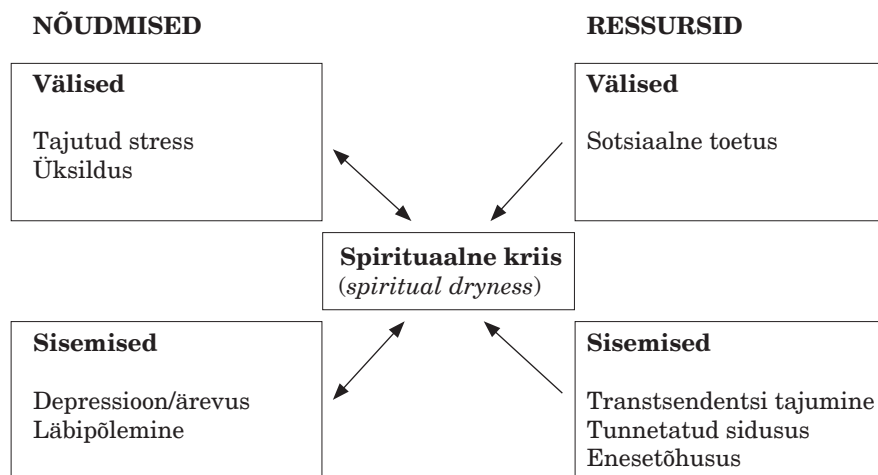 NÕUDMISED
RESSURSID
Välised
Tajutud stress
Üksildus
Välised
Sotsiaalne toetus
Spirituaalne kriis
(spiritual dryness)
Sisemised
Depressioon/ärevus
Läbipõlemine
Sisemised
Transtsendentsi tajumine
Tunnetatud sidusus
Enesetõhusus